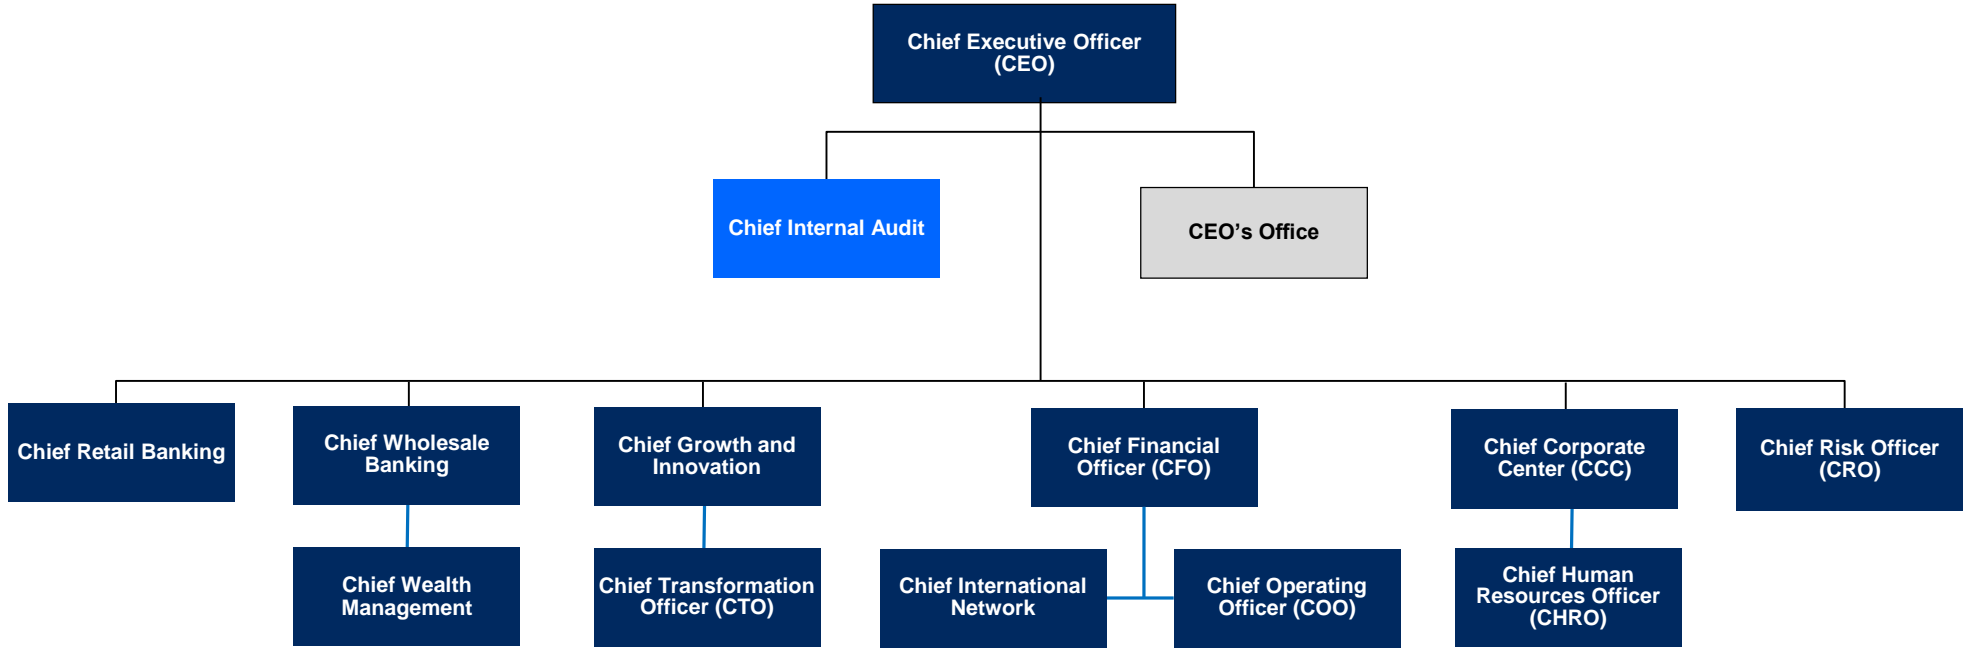 Chief Executive Officer
(CEO)
Chief Internal Audit
CEO’s Office
Chief Retail Banking
Chief Wholesale
Banking
Chief Growth and
Innovation
Chief Financial
Officer (CFO)
Chief Corporate
Center (CCC)
Chief Risk Officer
(CRO)
Chief Wealth
Management
Chief Transformation
Officer (CTO)
Chief International
Network
Chief Operating
Officer (COO)
Chief Human
Resources Officer
(CHRO)